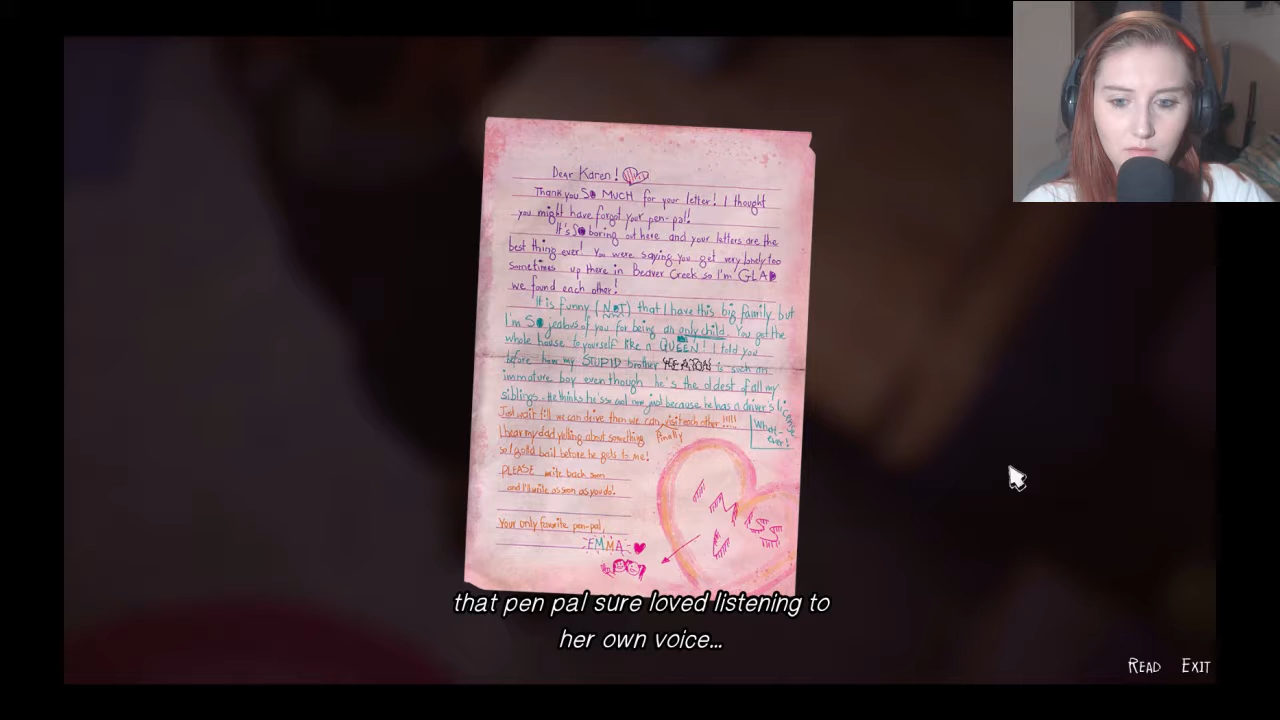 Dear Karen!
Thank you SO MUCH for your letter! I thought
you might have forgot your pen-pal!
It's SO boring out here and your letters are the
best thing ever! You were saying you get very lonely too
sometimes up there in Beaver Creek so I'm GLAD
we found each other!
It is funny (NOT) that I have this big family but
I'm SO jealous of you for being an only child. You got the
whole house to yourself like a QUEEN! I told you
before how my STUPID brother is such an
immature boy even though he's the oldest of all my
siblings. He thinks he's so cool now just because he has a driver's license
What-
ever!
Just wait till we can drive then we can finally visit each other!!!!!
I hear my dad yelling about something
so I gotta bail before he gets to me!
PLEASE write back soon
and I'll write as soon as you do!
Your only favorite pen-pal,
EMMA
that pen pal sure loved listening to
her own voice...
READ EXIT